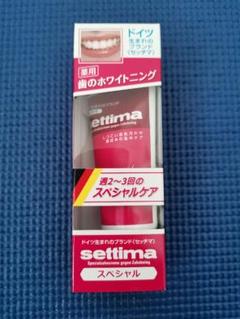 ドイツ
生まれの
ブランド
(セッチマ)
薬用
歯のホワイトニング
settima
週2〜3回の
スペシャルケア
ドイツ生まれのブランド(セッチマ)
settima
Spezialzahncreme gegen Zahnbelag
スペシャル